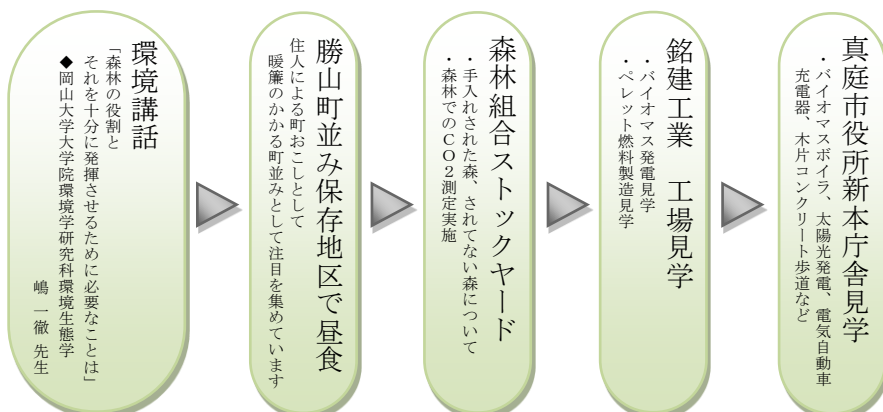 環境講話
「森林の役割と
それを十分に発揮させるために必要なことは」
◆岡山大学大学院環境学研究科環境生態学
嶋 一徹 先生
勝山町並み保存地区で昼食
住人による町おこしとして
暖簾のかかる町並みとして注目を集めています
森林組合ストックヤード
・手入れされた森、されてない森について
・森林でのCO2測定実施
銘建工業 工場見学
・バイオマス発電見学
・ペレット燃料製造見学
真庭市役所新本庁舎見学
・バイオマスボイラ、太陽光発電、電気自動車
充電器、木片コンクリート歩道など